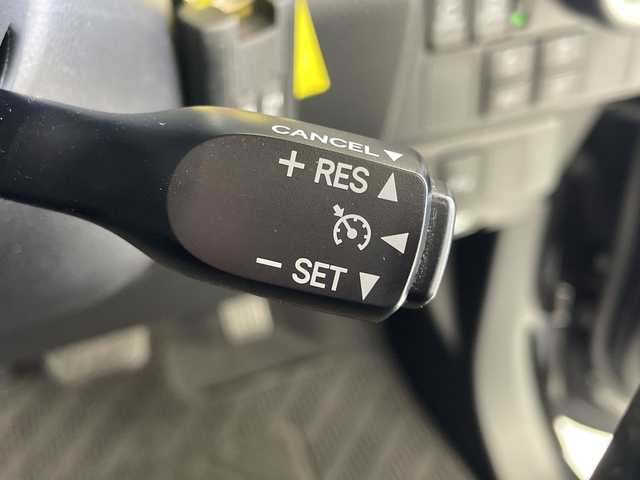 CANCEL▼
+ RES ▲
◀
− SET ▼